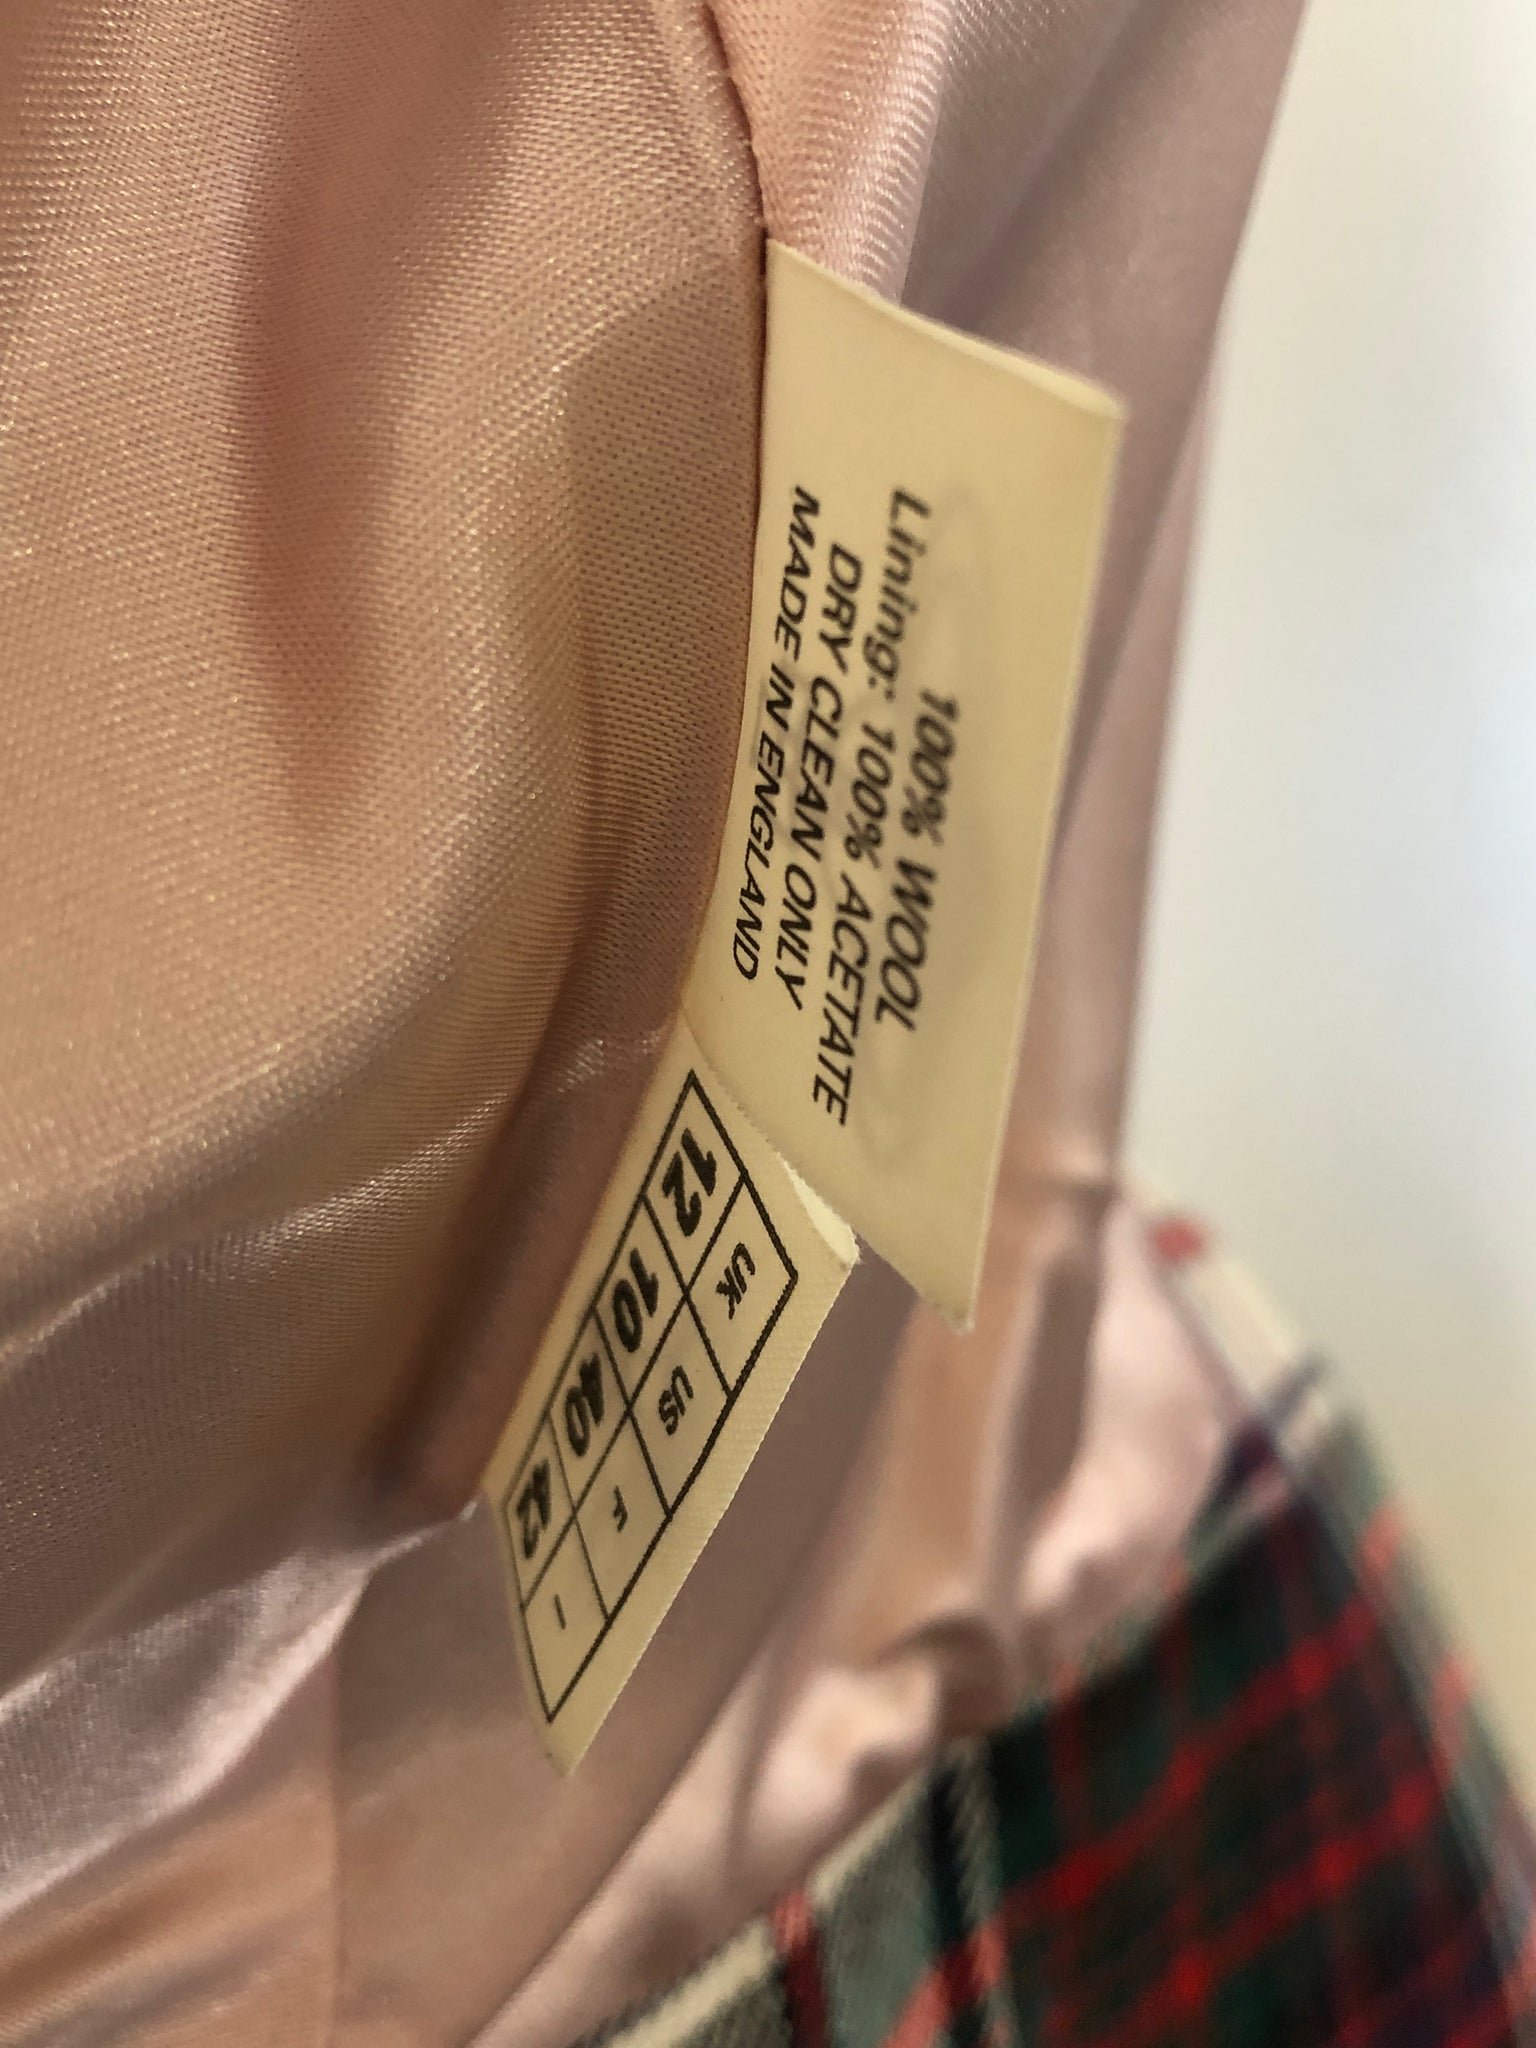 100% WOOL
Lining: 100% ACETATE
DRY CLEAN ONLY
MADE IN ENGLAND
UK US F I
12 10 40 42